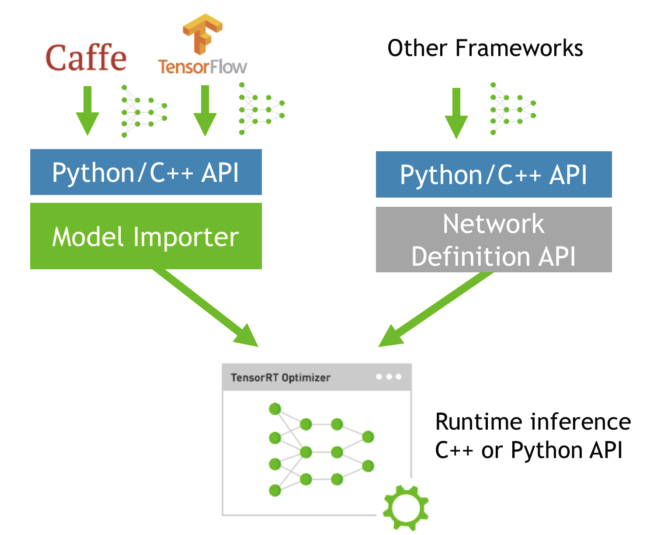 Caffe
TensorFlow
Other Frameworks
Python/C++ API
Model Importer
Python/C++ API
Network
Definition API
TensorRT Optimizer
Runtime inference
C++ or Python API